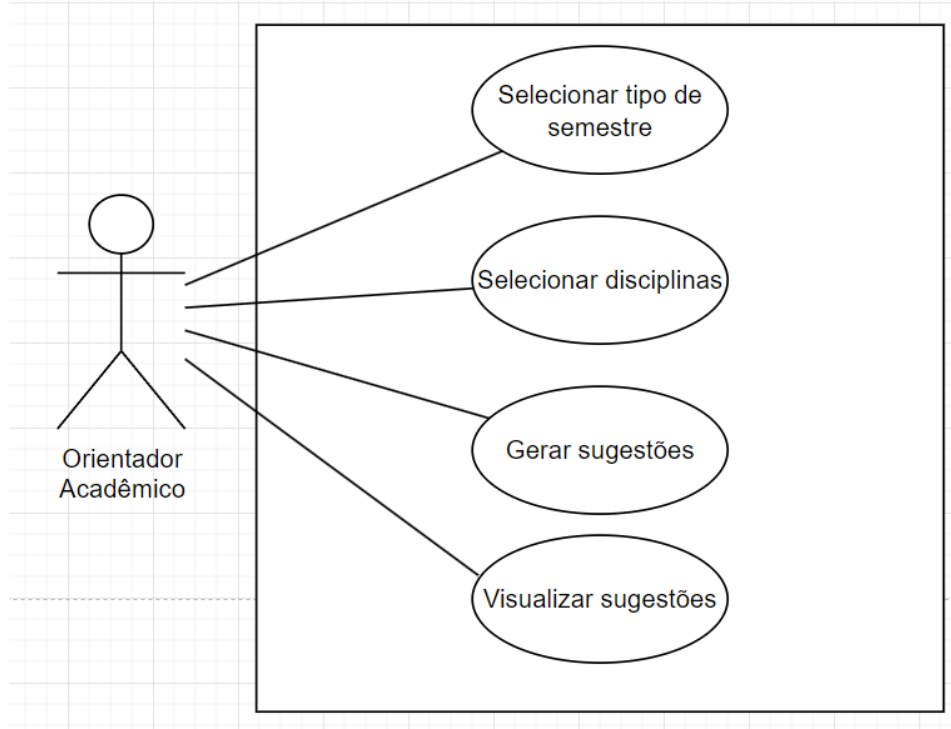 Selecionar tipo de
semestre
Selecionar disciplinas
Gerar sugestões
Orientador
Acadêmico
Visualizar sugestões